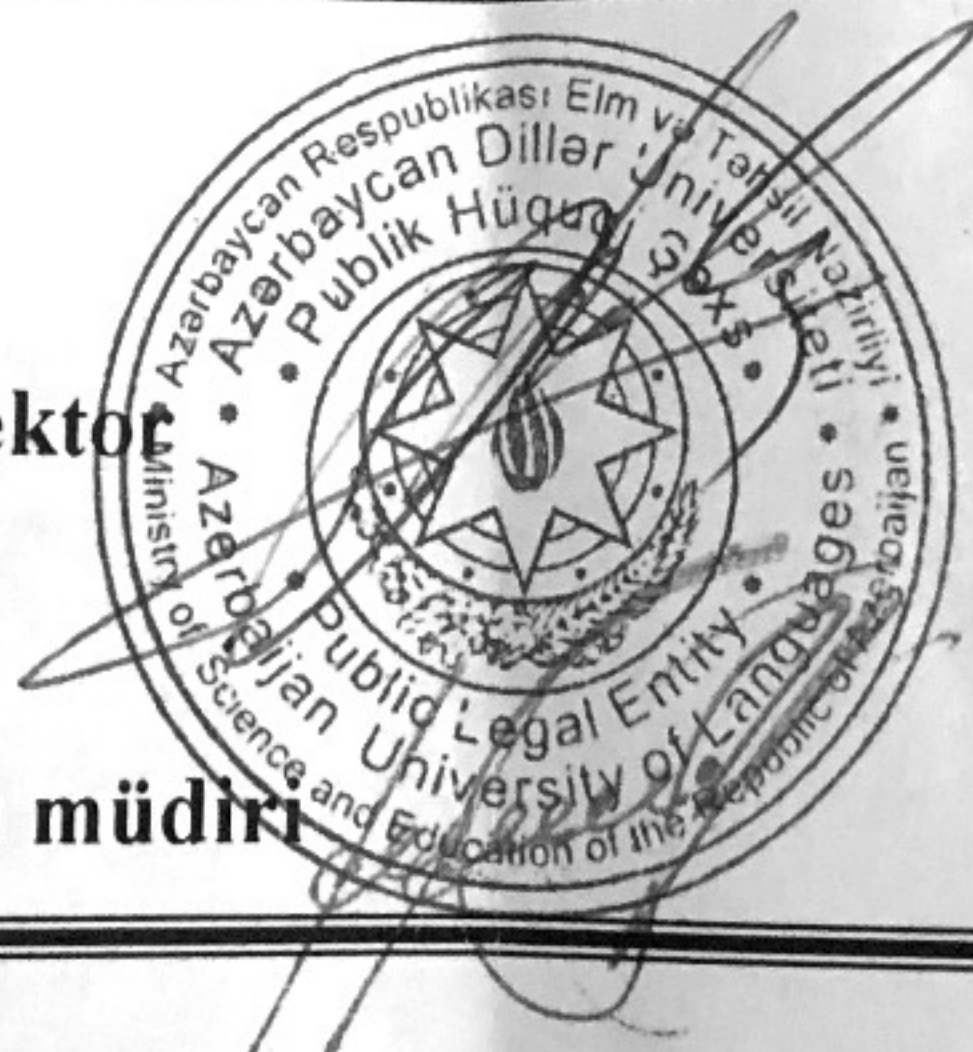 Azərbaycan Respublikası Elm və Təhsil Nazirliyi
Azərbaycan Dillər Universiteti
Publik Hüquqi Şəxs
ektor
Public Legal Entity
Azerbaijan University of Languages
Ministry of Science and Education of the Republic of Azerbaijan
müdiri